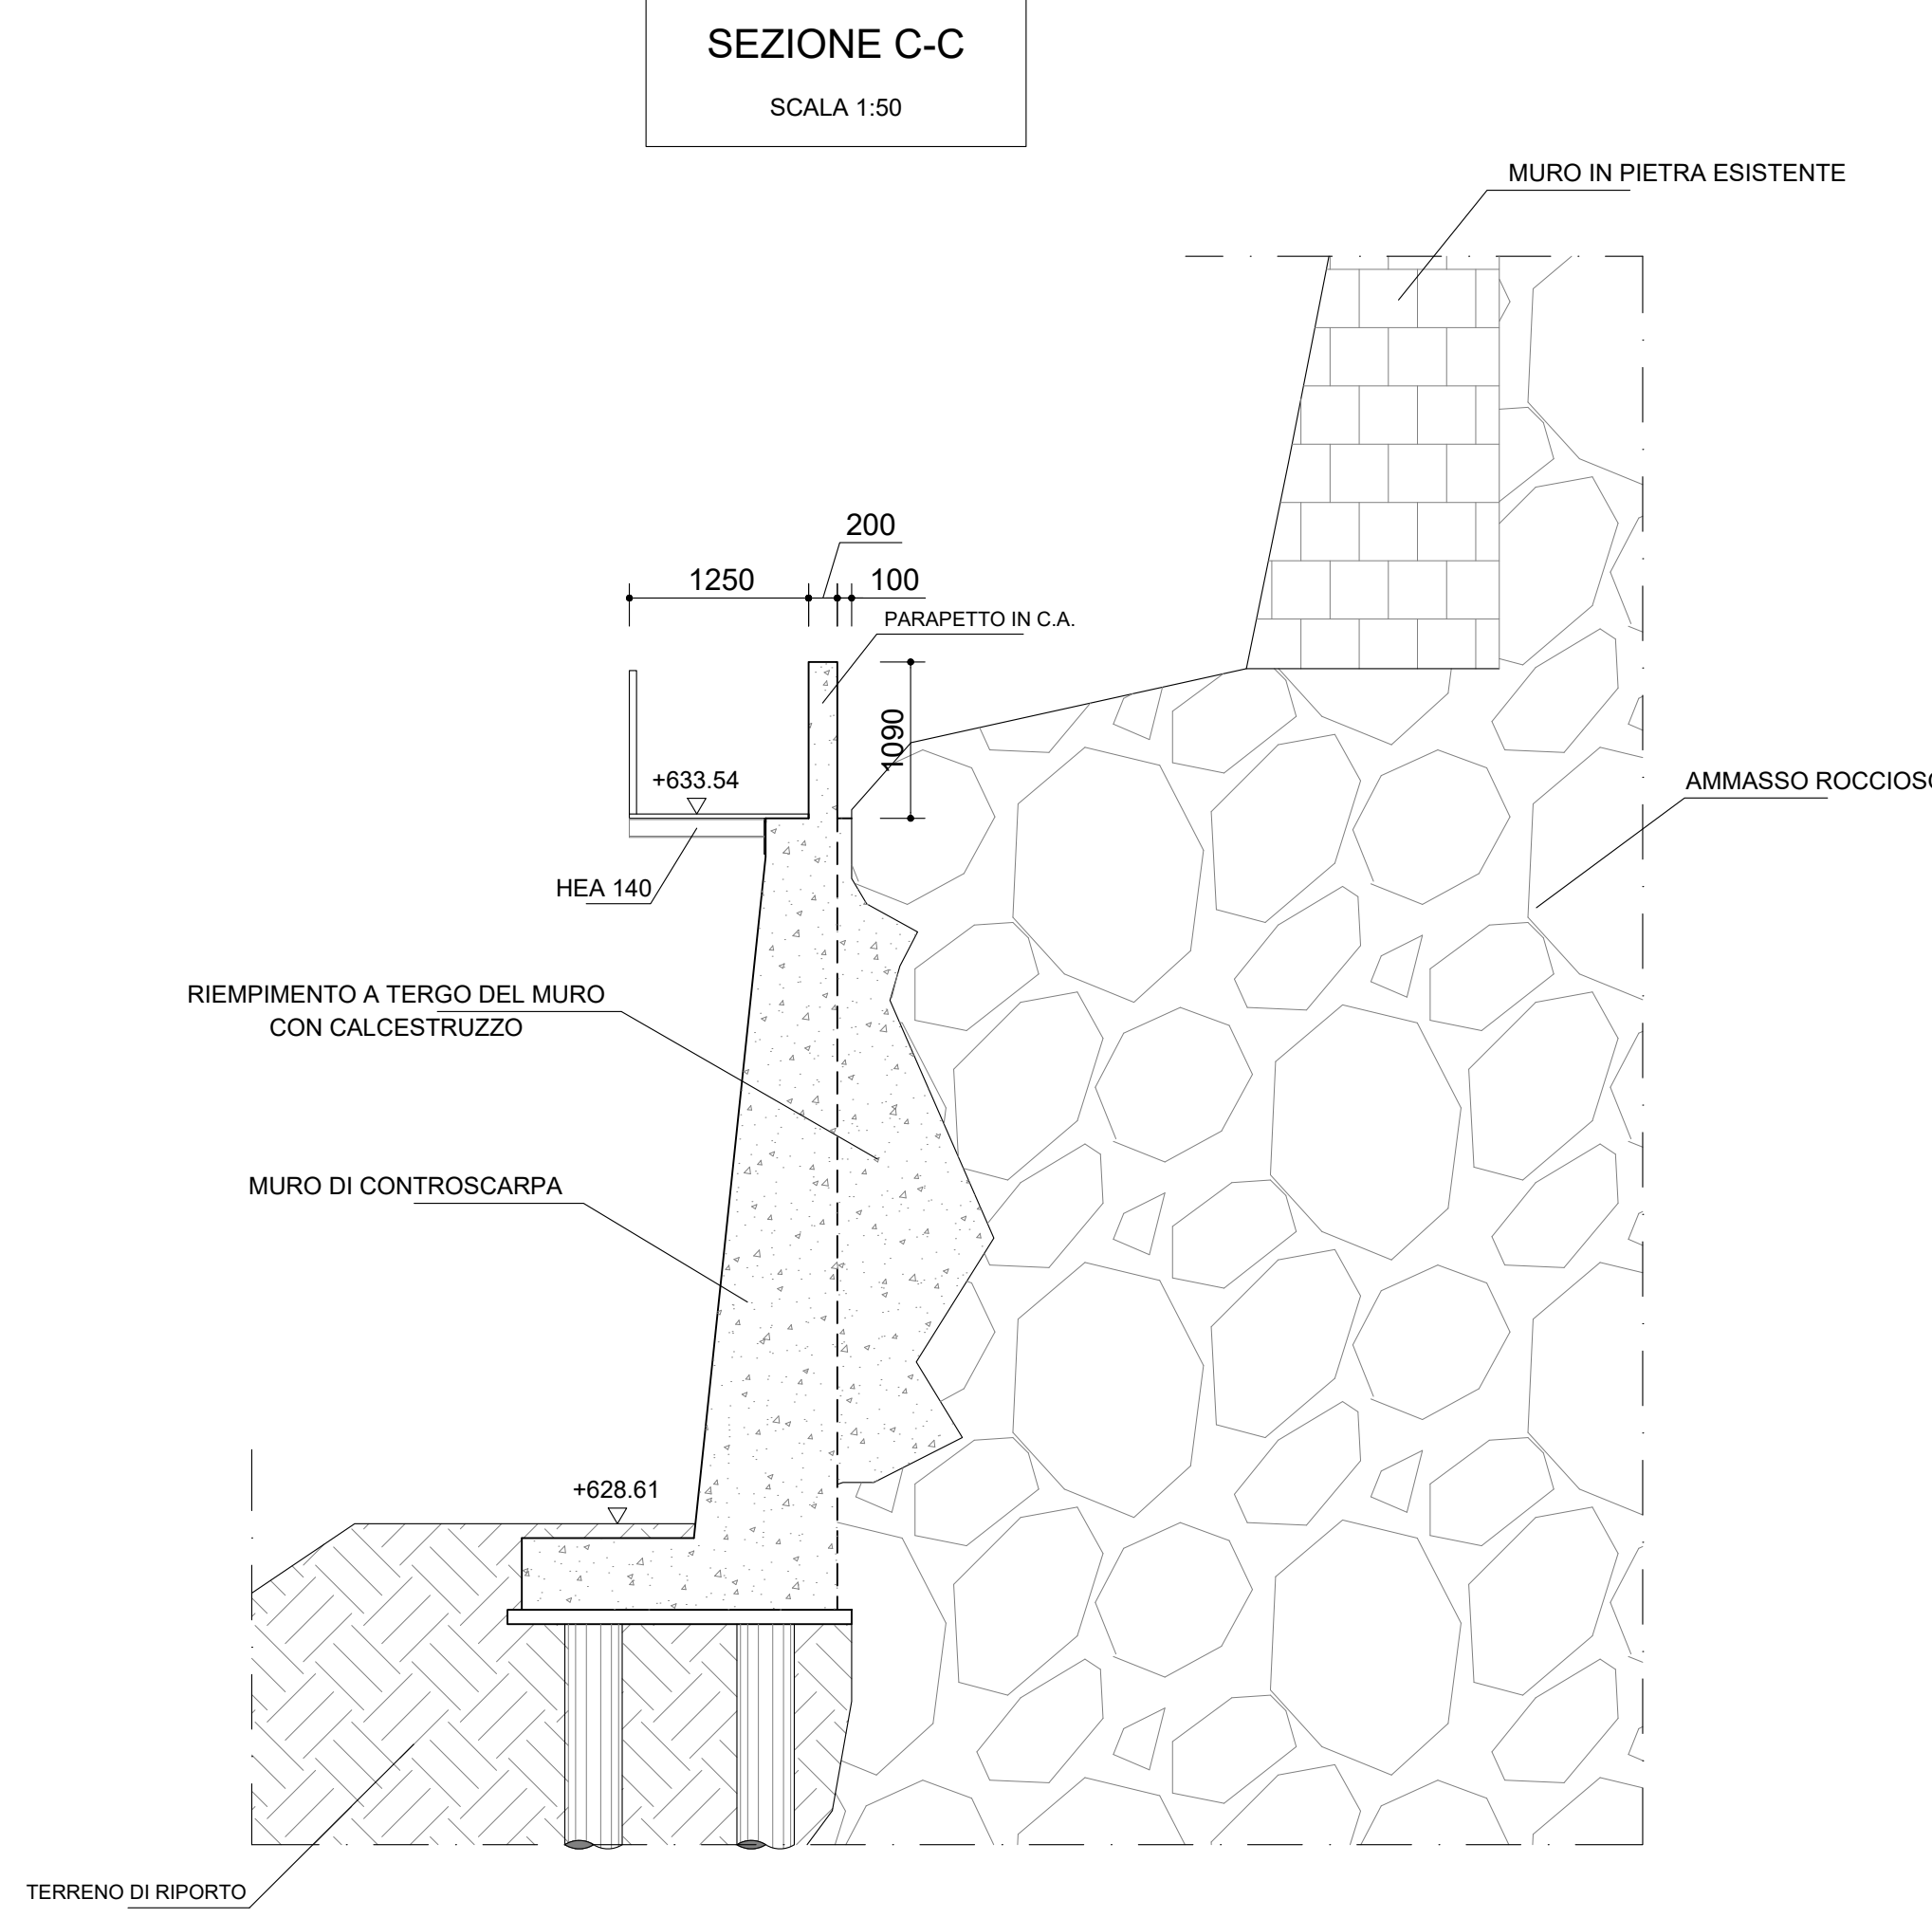 SEZIONE C-C
SCALA 1:50
MURO IN PIETRA ESISTENTE
200
1250
100
PARAPETTO IN C.A.
1090
+633.54
AMMASSO ROCCIOSO
HEA 140
RIEMPIMENTO A TERGO DEL MURO
CON CALCESTRUZZO
MURO DI CONTROSCARPA
+628.61
TERRENO DI RIPORTO